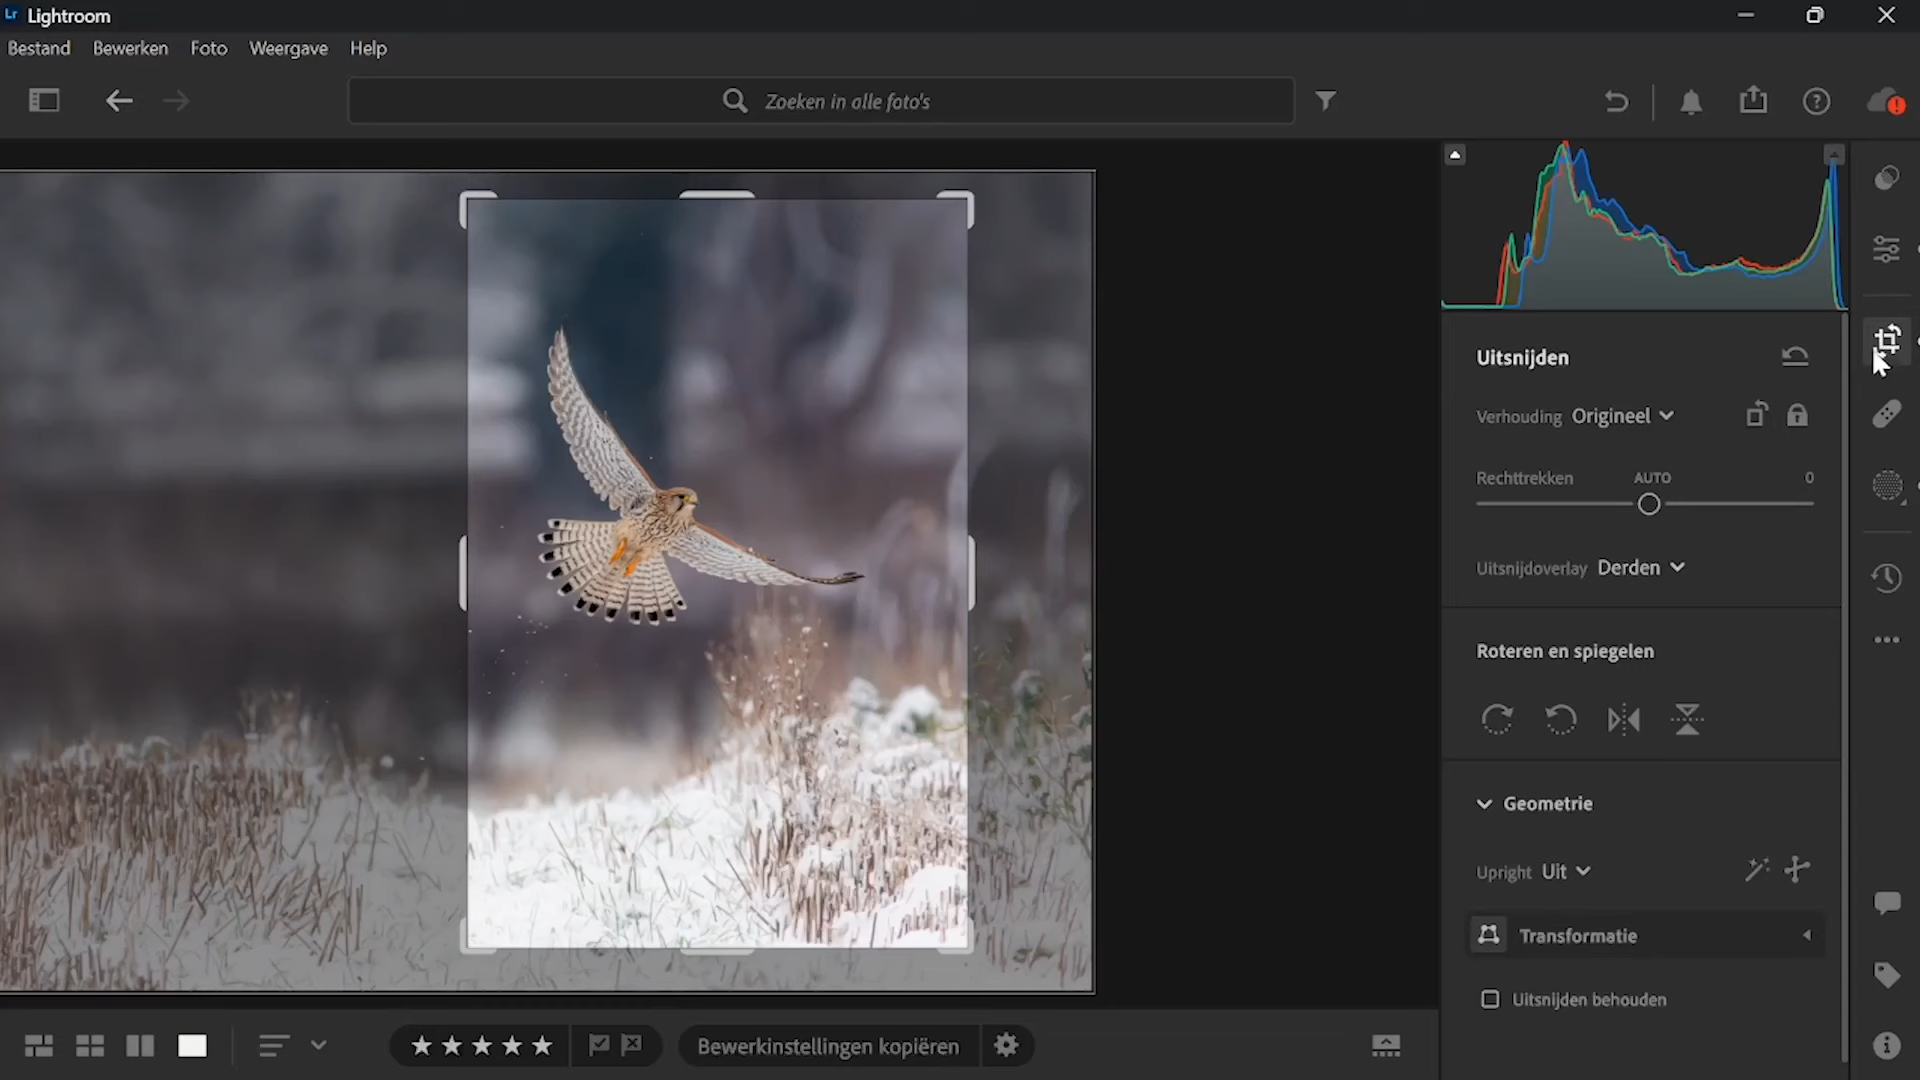 Lr Lightroom
Bestand Bewerken Foto Weergave Help
Zoeken in alle foto's
Uitsnijden
Verhouding Origineel
Rechttrekken AUTO 0
Uitsnijdoverlay Derden
Roteren en spiegelen
Geometrie
Upright Uit
Transformatie
Uitsnijden behouden
Bewerkinstellingen kopiëren